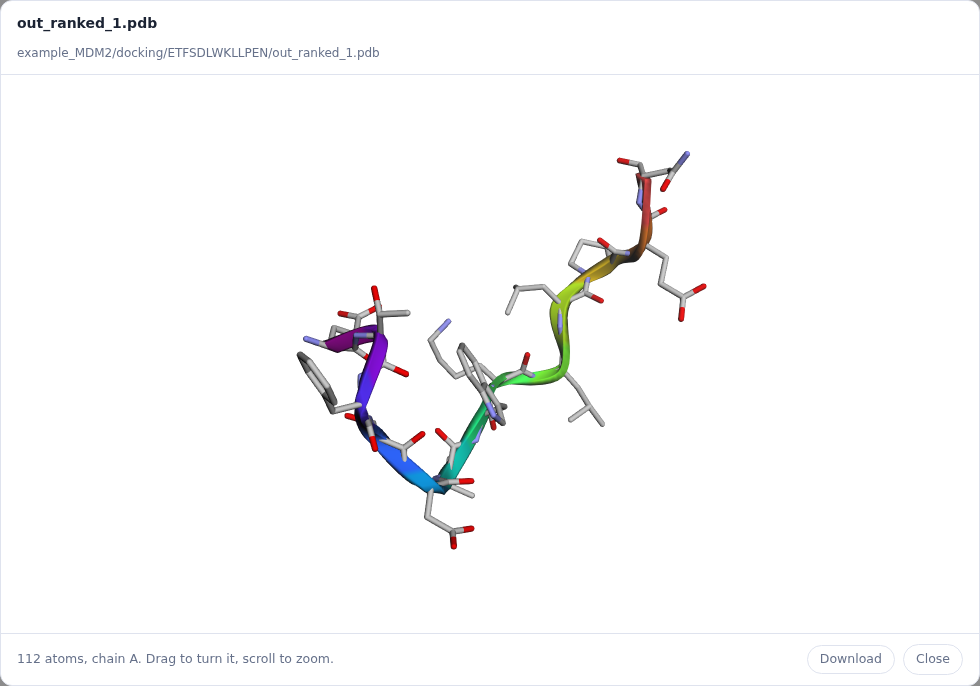 out_ranked_1.pdb
example_MDM2/docking/ETFSDLWKLLPEN/out_ranked_1.pdb
112 atoms, chain A. Drag to turn it, scroll to zoom.
Download
Close